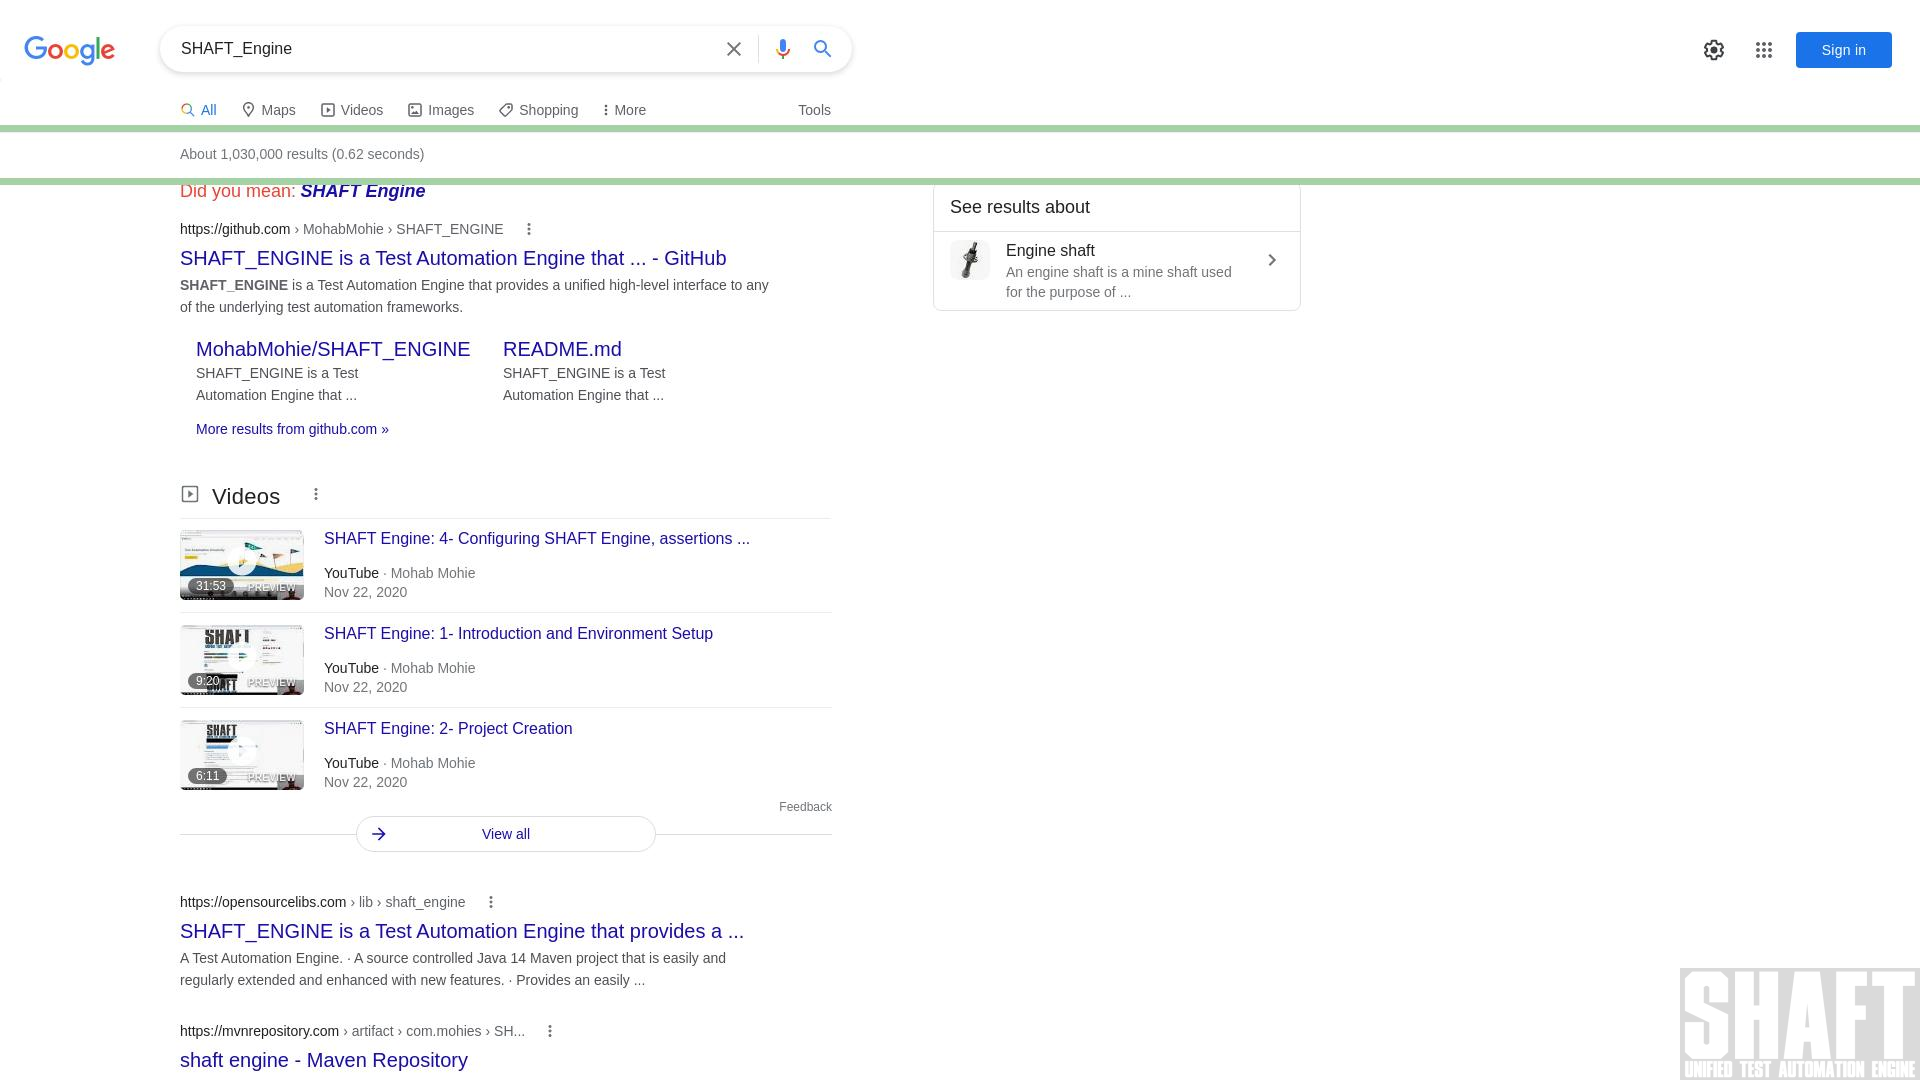 Google
SHAFT_Engine
Sign in
All
Maps
Videos
Images
Shopping
More
Tools
About 1,030,000 results (0.62 seconds)
Did you mean: SHAFT Engine
https://github.com › MohabMohie › SHAFT_ENGINE
SHAFT_ENGINE is a Test Automation Engine that ... - GitHub
SHAFT_ENGINE is a Test Automation Engine that provides a unified high-level interface to any
of the underlying test automation frameworks.
MohabMohie/SHAFT_ENGINE
SHAFT_ENGINE is a Test
Automation Engine that ...
README.md
SHAFT_ENGINE is a Test
Automation Engine that ...
More results from github.com »
Videos
31:53
PREVIEW
SHAFT Engine: 4- Configuring SHAFT Engine, assertions ...
YouTube · Mohab Mohie
Nov 22, 2020
SHAFT
9:20
PREVIEW
SHAFT Engine: 1- Introduction and Environment Setup
YouTube · Mohab Mohie
Nov 22, 2020
SHAFT
6:11
PREVIEW
SHAFT Engine: 2- Project Creation
YouTube · Mohab Mohie
Nov 22, 2020
Feedback
View all
https://opensourcelibs.com › lib › shaft_engine
SHAFT_ENGINE is a Test Automation Engine that provides a ...
A Test Automation Engine. · A source controlled Java 14 Maven project that is easily and
regularly extended and enhanced with new features. · Provides an easily ...
https://mvnrepository.com › artifact › com.mohies › SH...
shaft engine - Maven Repository
See results about
Engine shaft
An engine shaft is a mine shaft used
for the purpose of ...
SHAFT
UNIFIED TEST AUTOMATION ENGINE